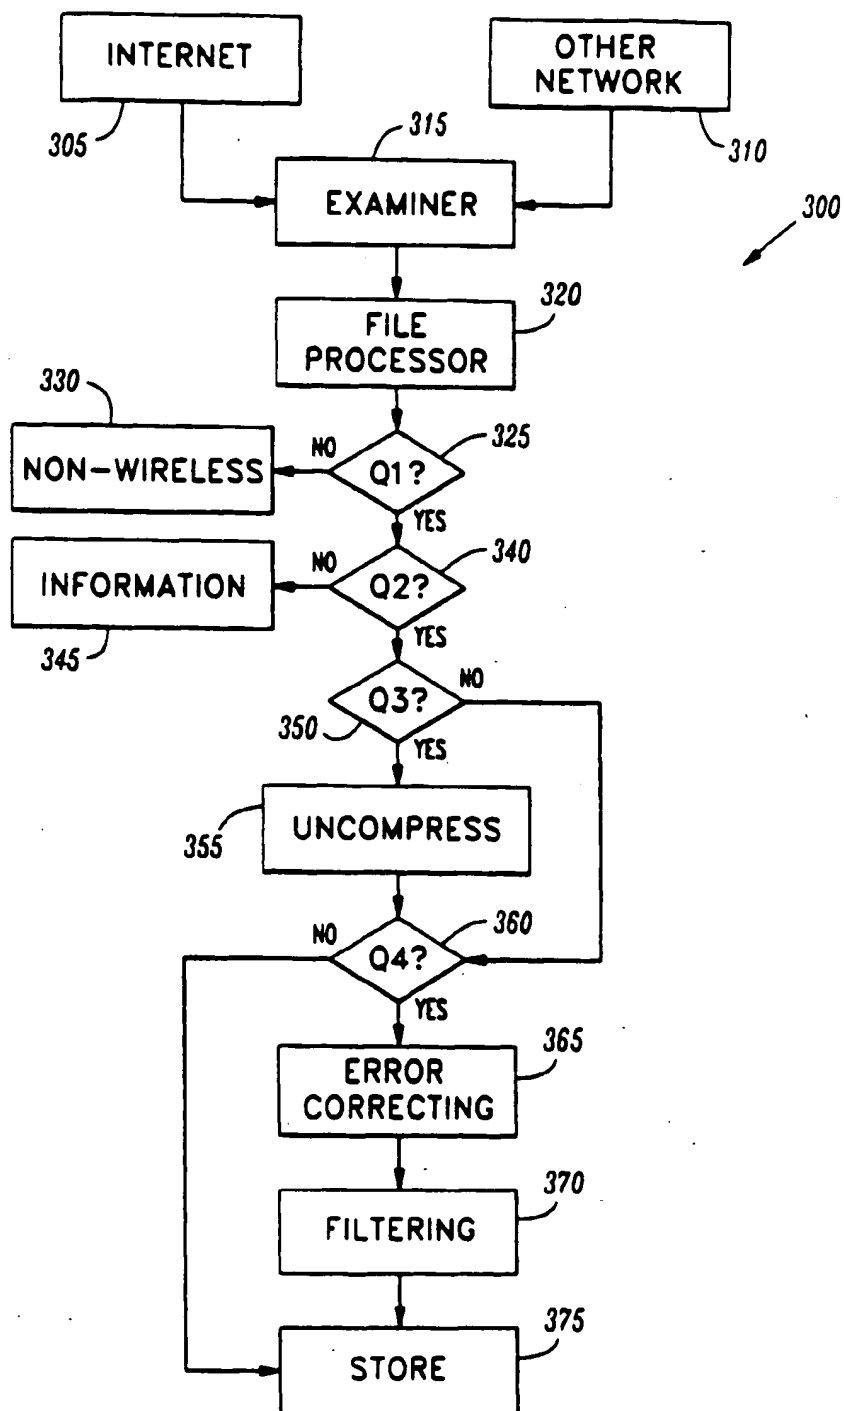 INTERNET
OTHER
NETWORK
305
315
310
EXAMINER
300
320
FILE
PROCESSOR
330
325
NO
NON-WIRELESS
Q1?
YES
340
NO
INFORMATION
Q2?
345
YES
NO
Q3?
350
YES
UNCOMPRESS
355
360
NO
Q4?
YES
365
ERROR
CORRECTING
370
FILTERING
375
STORE